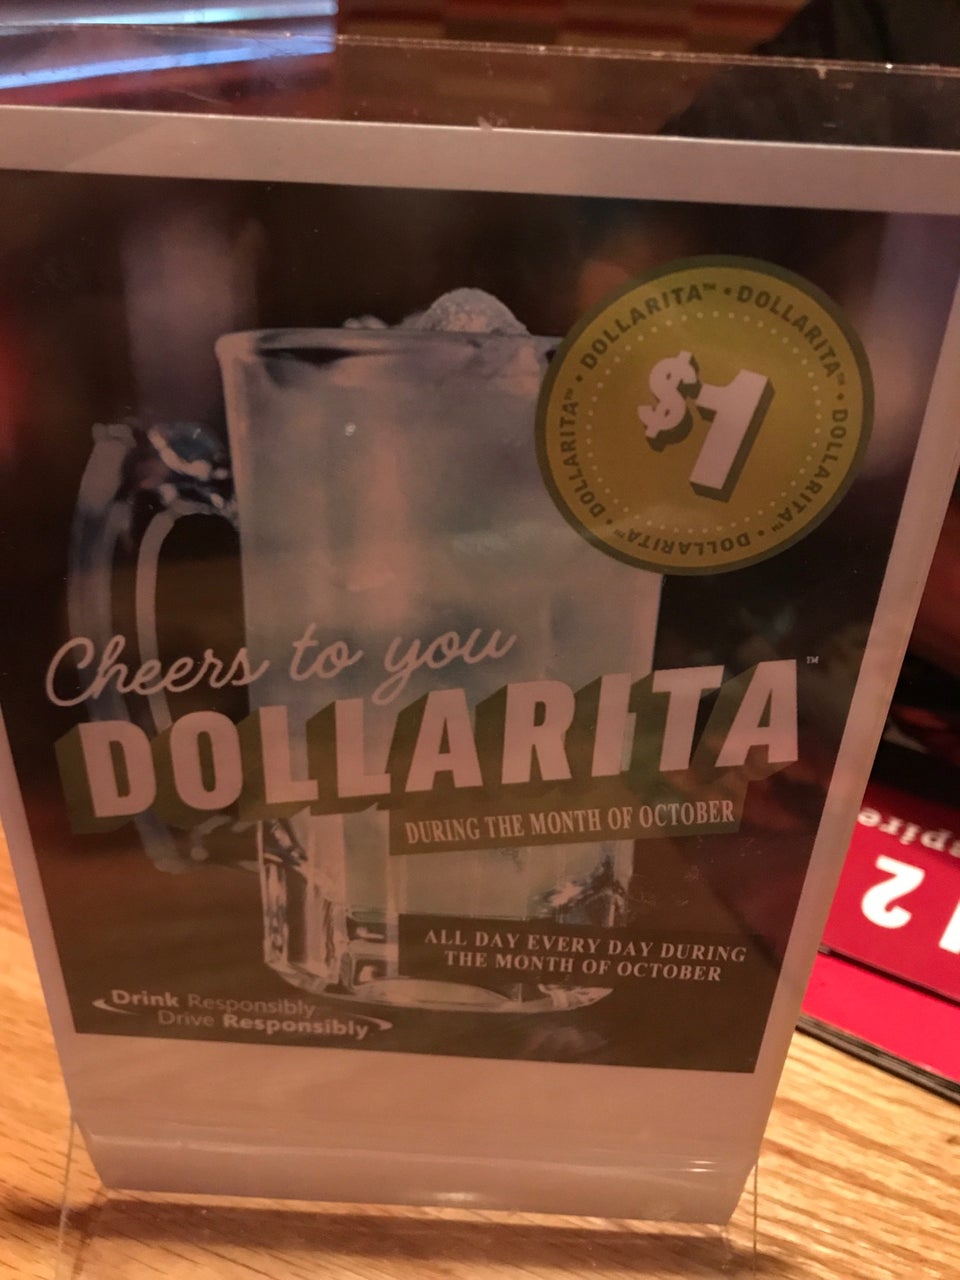 DOLLARITA™ • DOLLARITA™ • DOLLARITA™ • DOLLARITA™ • DOLLARITA™ •
$1
Cheers to you
DOLLARITA™
DURING THE MONTH OF OCTOBER
ALL DAY EVERY DAY DURING
THE MONTH OF OCTOBER
Drink Responsibly
Drive Responsibly
2